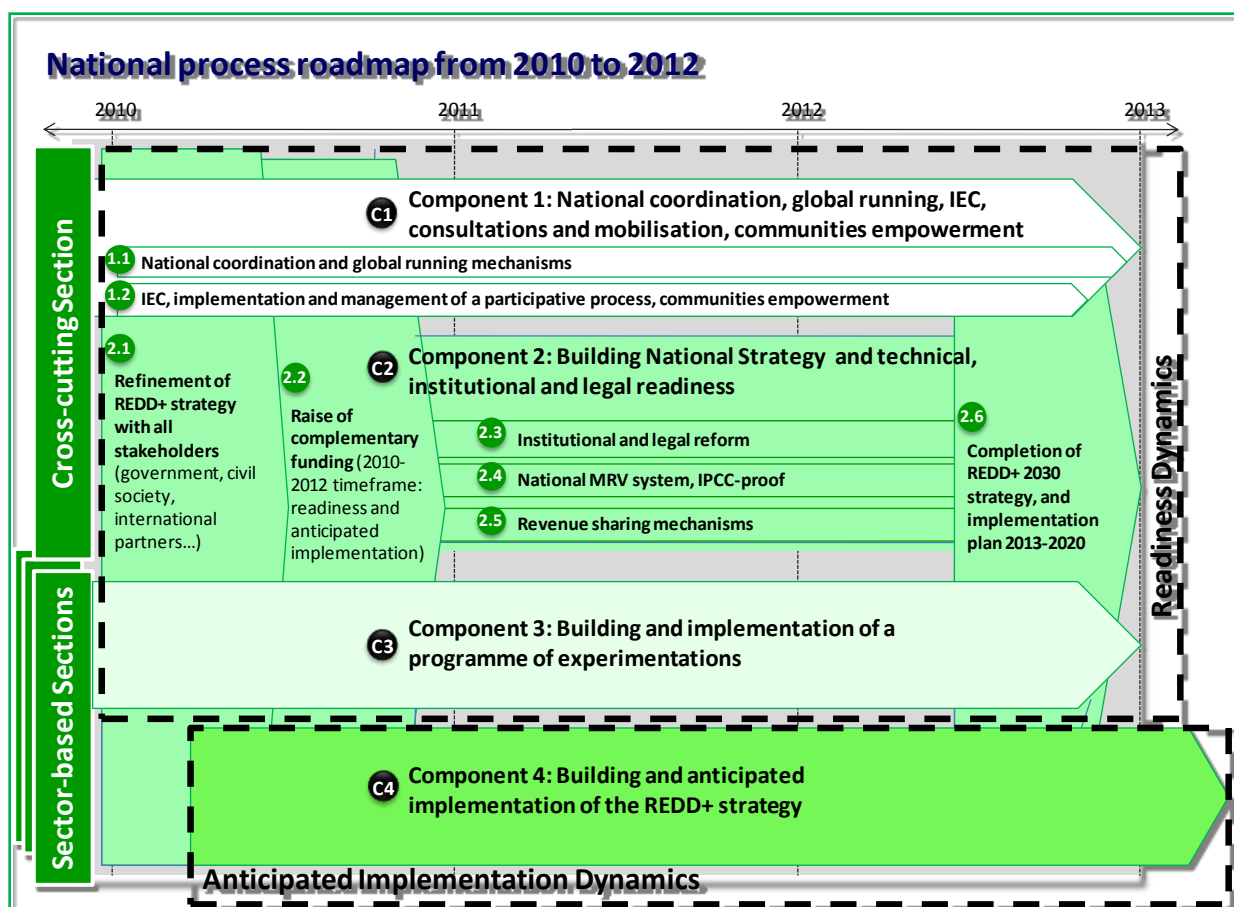 National process roadmap from 2010 to 2012
2010
2011
2012
2013
Cross-cutting Section
Sector-based Sections
C1
Component 1: National coordination, global running, IEC,
consultations and mobilisation, communities empowerment
1.1
National coordination and global running mechanisms
1.2
IEC, implementation and management of a participative process, communities empowerment
2.1
Refinement of
REDD+ strategy
with all
stakeholders
(government, civil
society,
international
partners...)
2.2
Raise of
complementary
funding (2010-
2012 timeframe:
readiness and
anticipated
implementation)
C2
Component 2: Building National Strategy and technical,
institutional and legal readiness
2.3
Institutional and legal reform
2.4
National MRV system, IPCC-proof
2.5
Revenue sharing mechanisms
2.6
Completion of
REDD+ 2030
strategy, and
implementation
plan 2013-2020
Readiness Dynamics
C3
Component 3: Building and implementation of a
programme of experimentations
C4
Component 4: Building and anticipated
implementation of the REDD+ strategy
Anticipated Implementation Dynamics